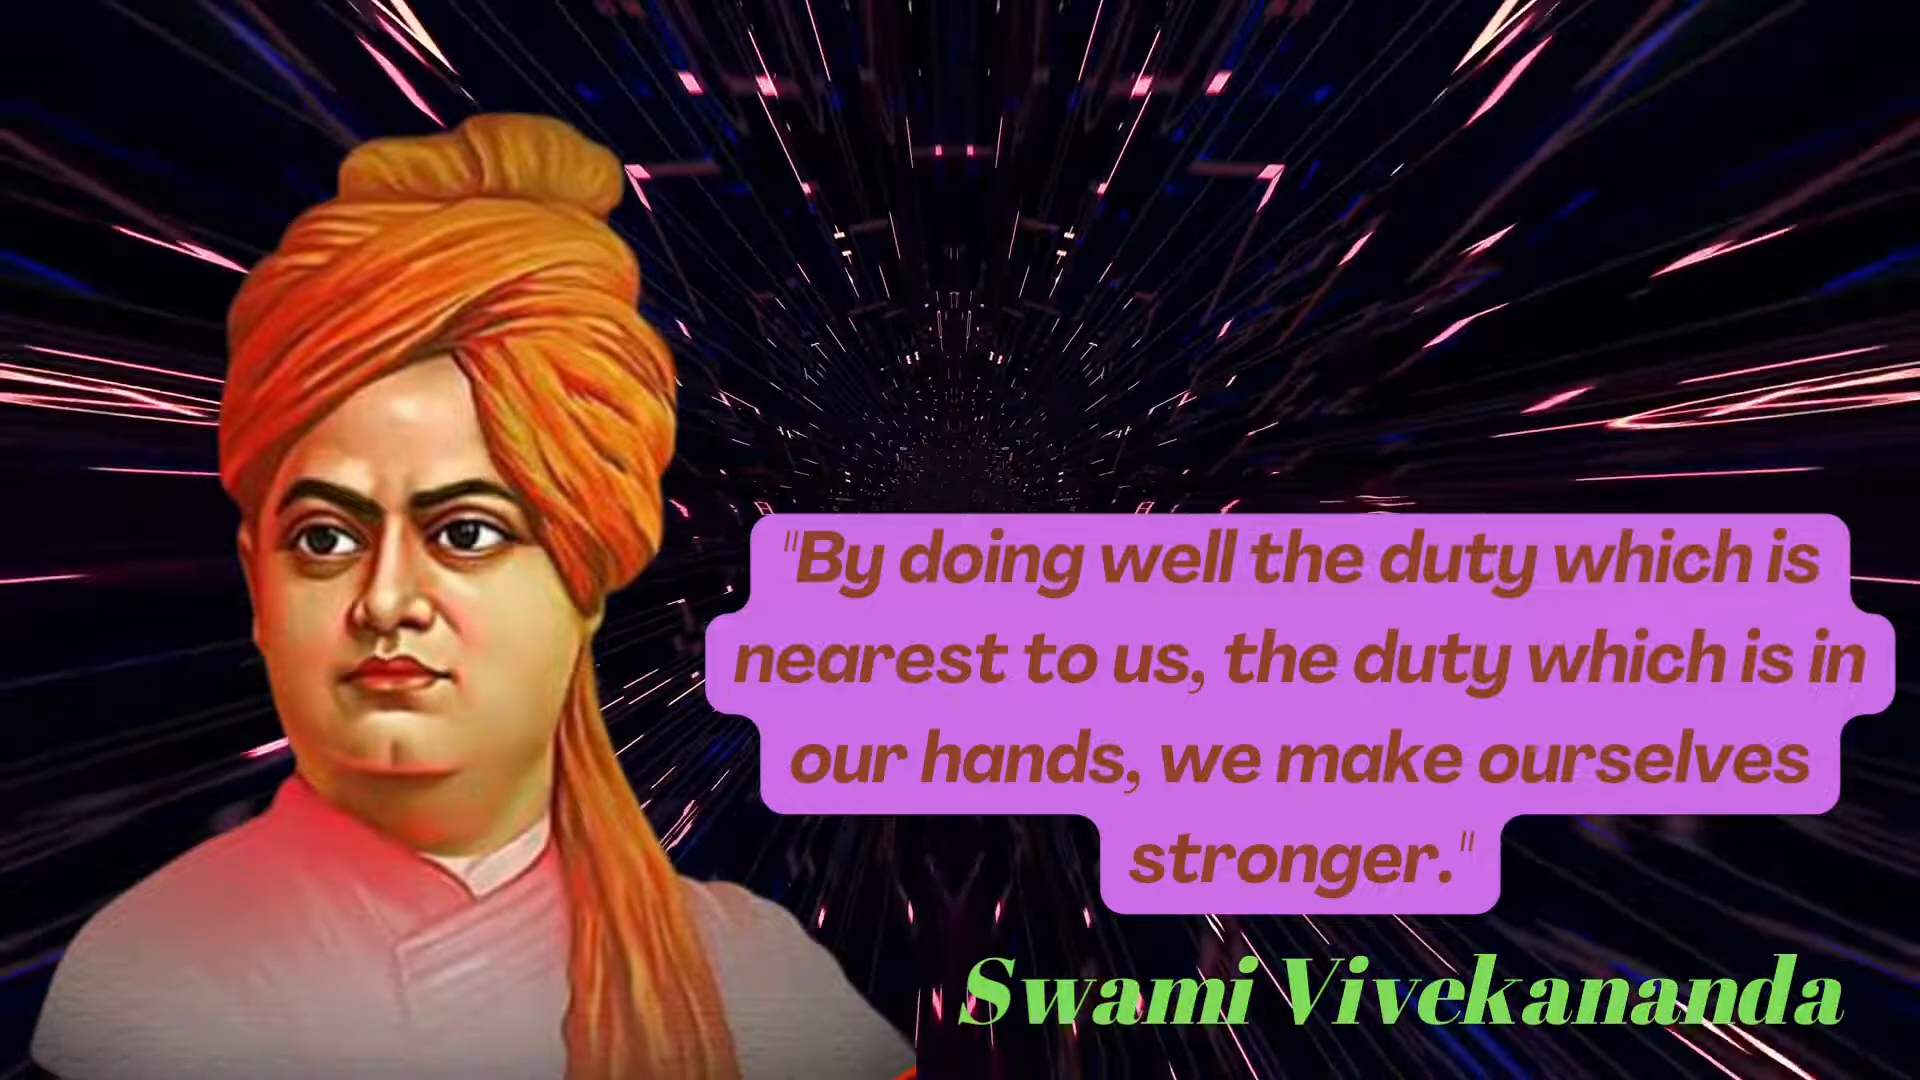 "By doing well the duty which is
nearest to us, the duty which is in
our hands, we make ourselves
stronger."
Swami Vivekananda